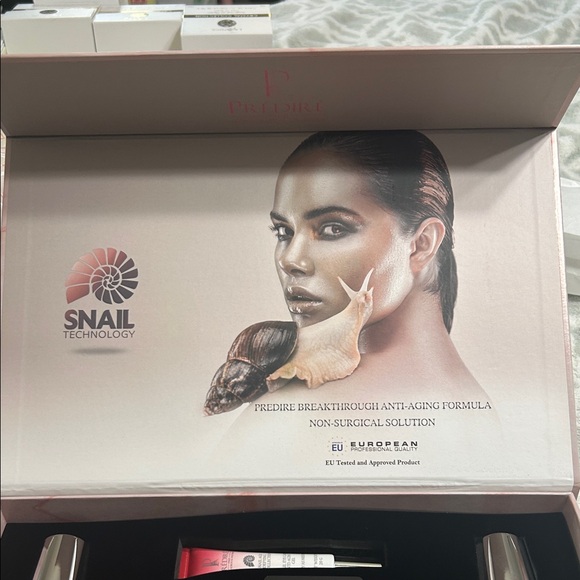 P
PREDIRE
SNAIL
TECHNOLOGY
PREDIRE BREAKTHROUGH ANTI-AGING FORMULA
NON-SURGICAL SOLUTION
EU EUROPEAN
PROFESSIONAL QUALITY
EU Tested and Approved Product